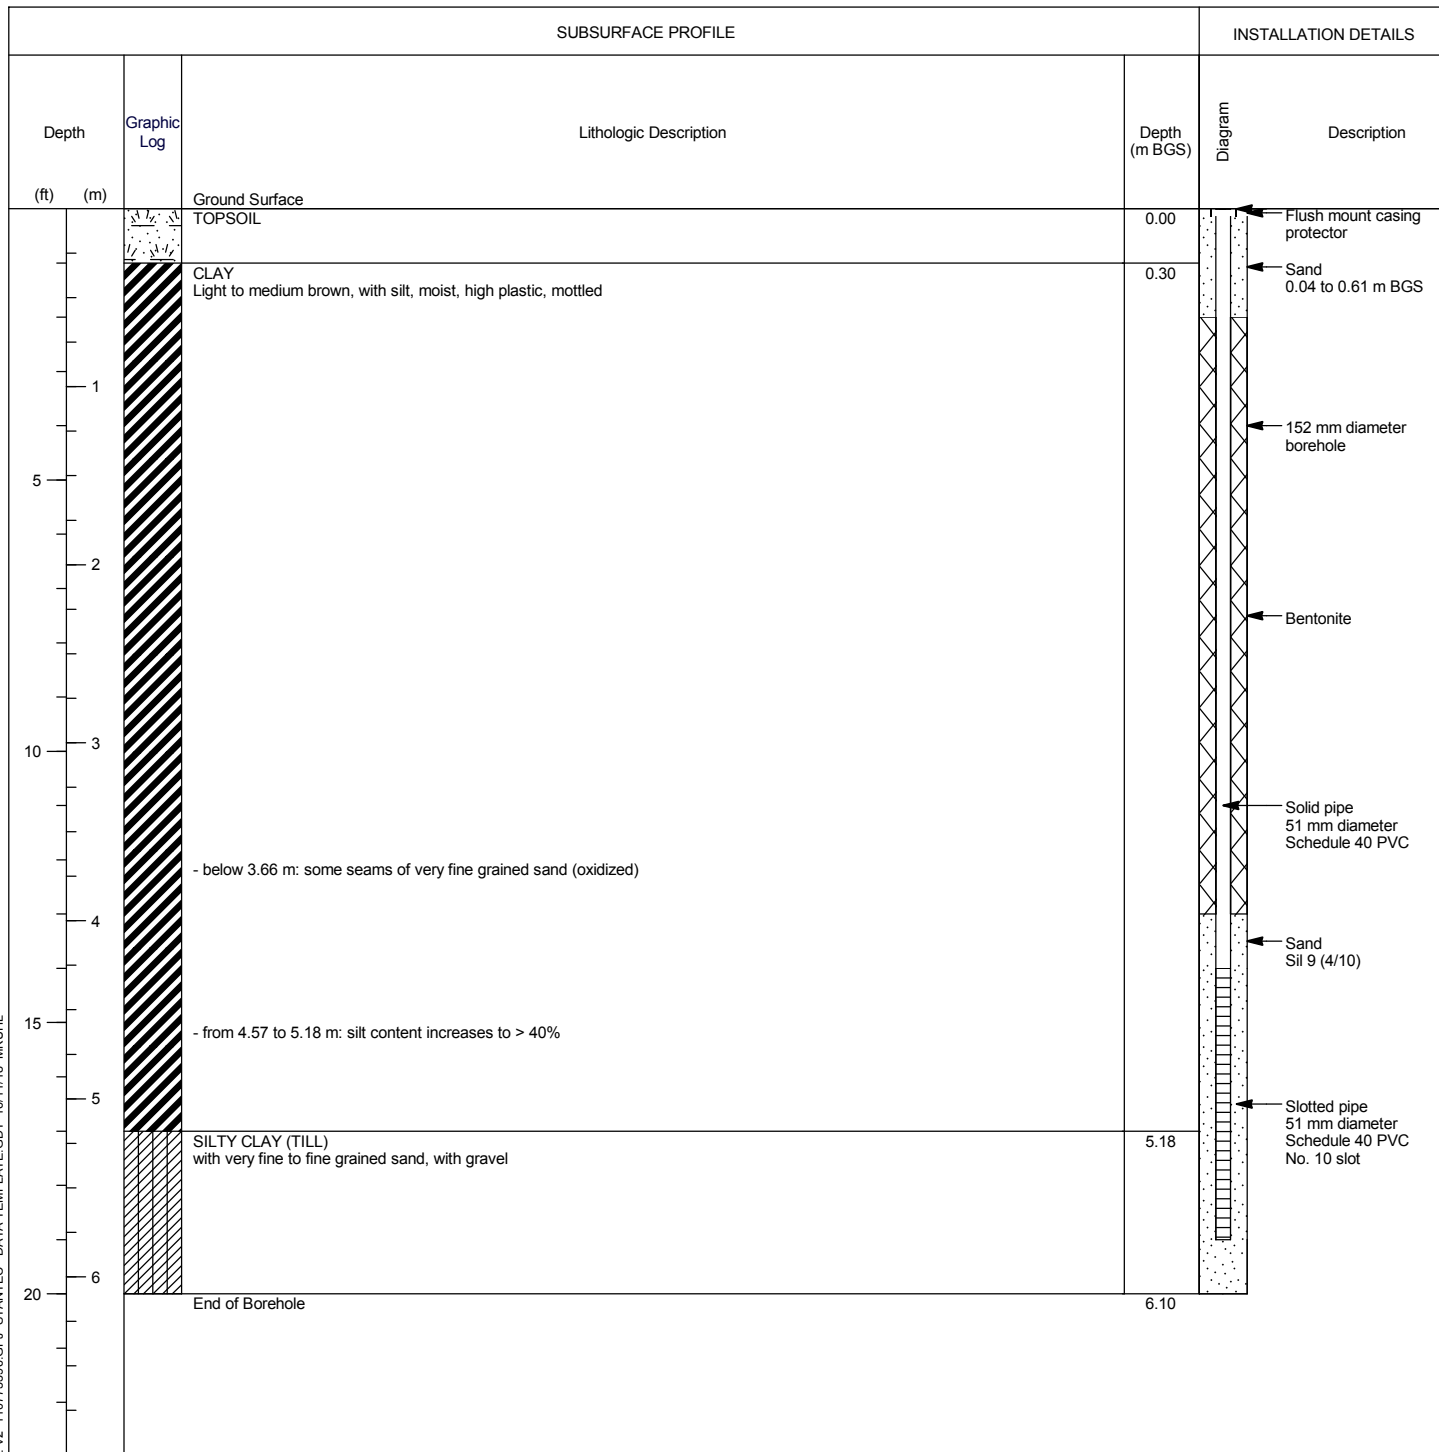 SUBSURFACE PROFILE
INSTALLATION DETAILS
Depth
Graphic
Log
Lithologic Description
Depth
(m BGS)
Diagram
Description
(ft)
(m)
Ground Surface
TOPSOIL
0.00
Flush mount casing
protector
CLAY
Light to medium brown, with silt, moist, high plastic, mottled
0.30
Sand
0.04 to 0.61 m BGS
1
152 mm diameter
borehole
5
2
Bentonite
3
10
Solid pipe
51 mm diameter
Schedule 40 PVC
- below 3.66 m: some seams of very fine grained sand (oxidized)
4
Sand
Sil 9 (4/10)
15
- from 4.57 to 5.18 m: silt content increases to > 40%
5
Slotted pipe
51 mm diameter
Schedule 40 PVC
No. 10 slot
SILTY CLAY (TILL)
with very fine to fine grained sand, with gravel
5.18
6
20
End of Borehole
6.10